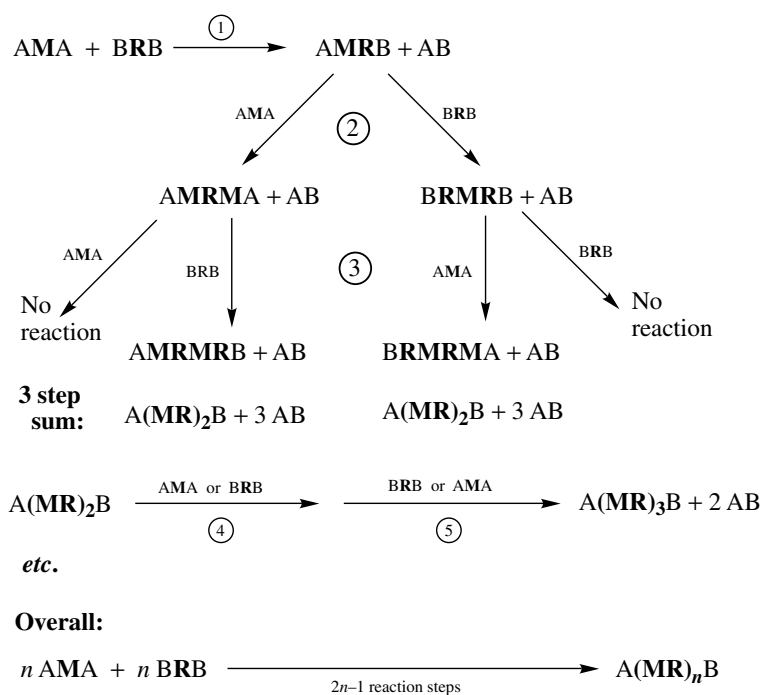 ①
AMA + BRB AMRB + AB
AMA ② BRB
AMRMA + AB BRMRB + AB
AMA BRB ③ AMA BRB
No reaction No reaction
AMRMRB + AB BRMRMA + AB
3 step sum: A(MR)₂B + 3 AB A(MR)₂B + 3 AB
AMA or BRB BRB or AMA
A(MR)₂B A(MR)₃B + 2 AB
④ ⑤
etc.
Overall:
n AMA + n BRB A(MR)ₙB
2n–1 reaction steps